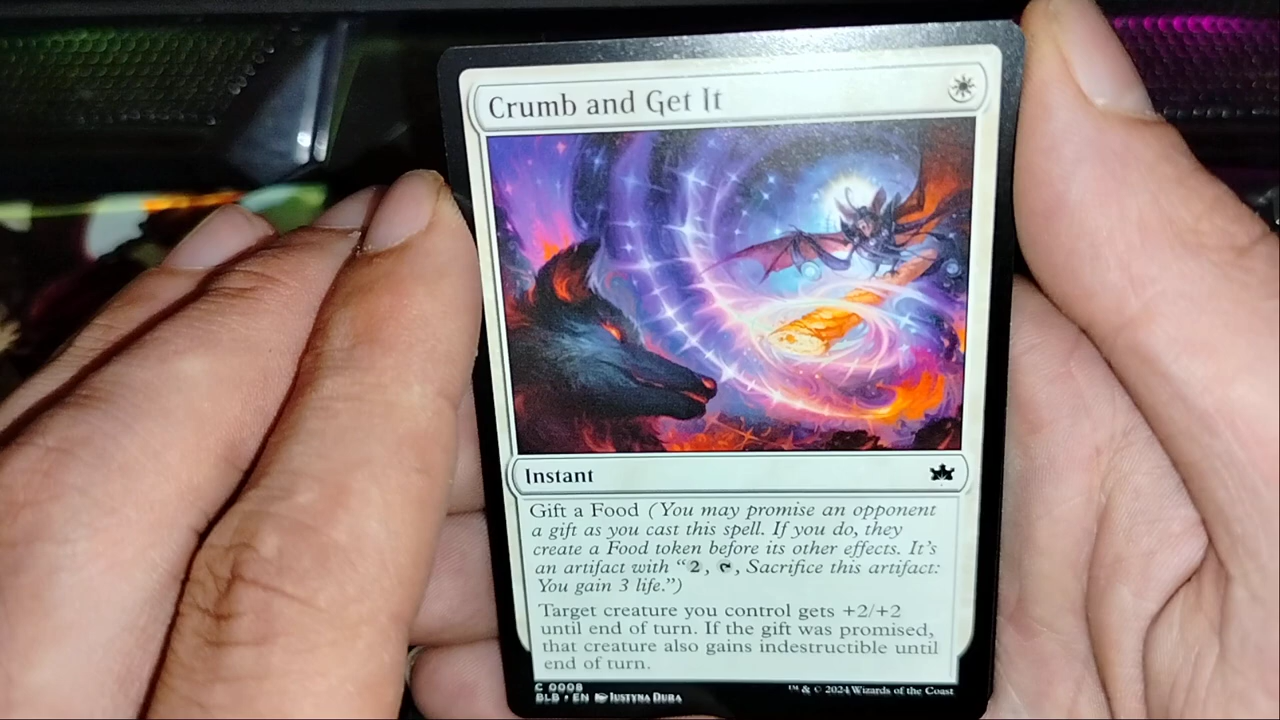 Crumb and Get It
Instant
Gift a Food (You may promise an opponent
a gift as you cast this spell. If you do, they
create a Food token before its other effects. It's
an artifact with “2, , Sacrifice this artifact:
You gain 3 life.”)
Target creature you control gets +2/+2
until end of turn. If the gift was promised,
that creature also gains indestructible until
end of turn.
C 0008
BLB • EN Justyna Dura
™ & © 2024 Wizards of the Coast